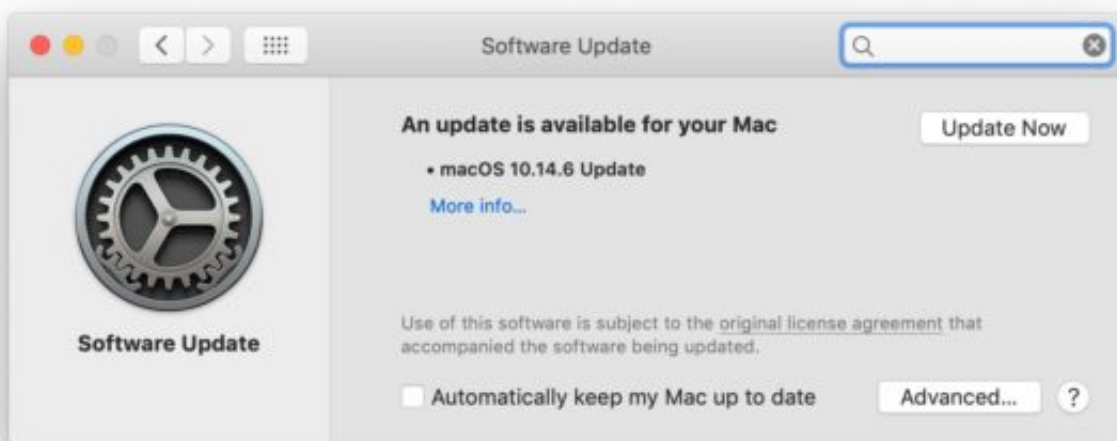 Software Update
An update is available for your Mac
Update Now
• macOS 10.14.6 Update
More info...
Software Update
Use of this software is subject to the original license agreement that
accompanied the software being updated.
Automatically keep my Mac up to date
Advanced...
?